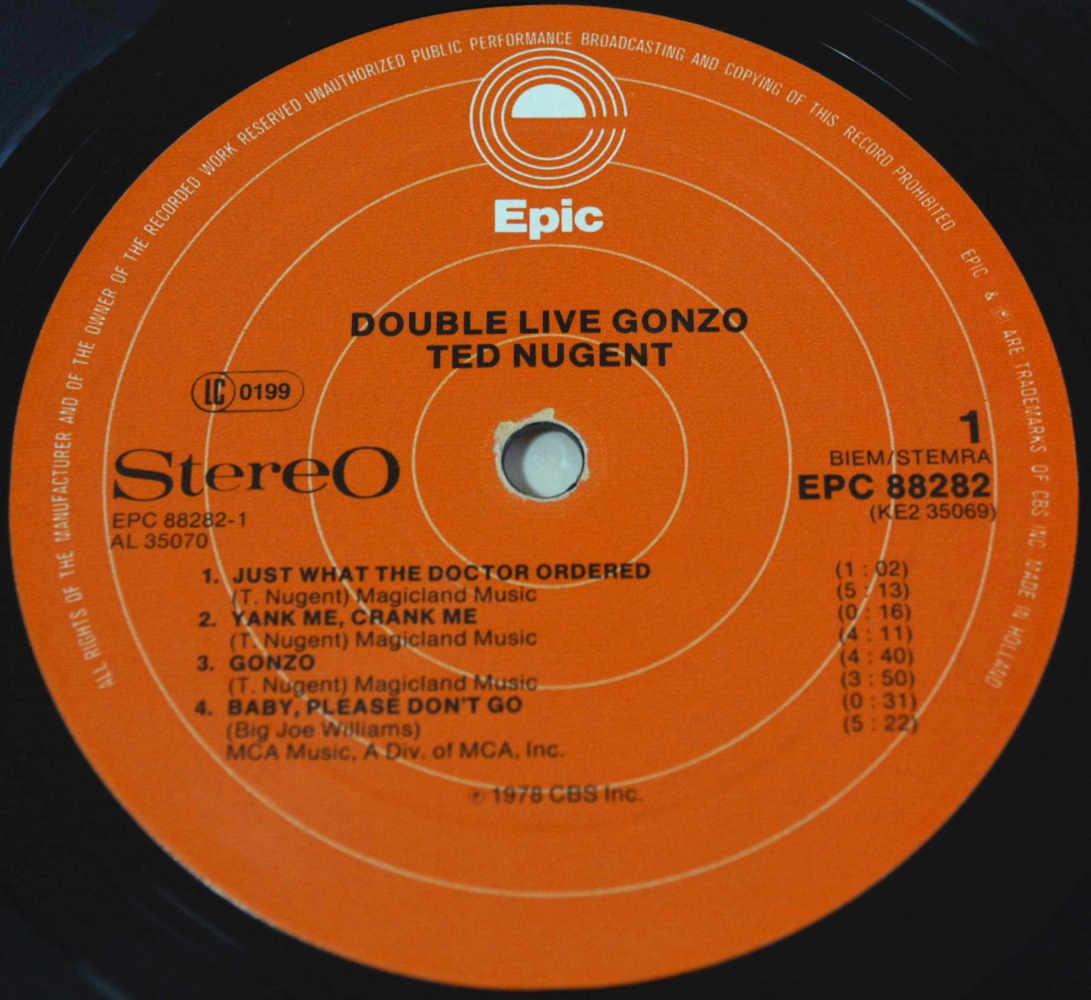 ALL RIGHTS OF THE MANUFACTURER AND OF THE OWNER OF THE RECORDED WORK RESERVED UNAUTHORIZED PUBLIC PERFORMANCE BROADCASTING AND COPYING OF THIS RECORD PROHIBITED EPIC & ARE TRADEMARKS OF CBS INC MADE IN HOLLAND
Epic
DOUBLE LIVE GONZO
TED NUGENT
LC 0199
1
BIEM/STEMRA
Stereo
EPC 88282
EPC 88282-1
(KE2 35069)
AL 35070
1. JUST WHAT THE DOCTOR ORDERED (1 : 02)
(T. Nugent) Magicland Music (5 : 13)
2. YANK ME, CRANK ME (0 : 16)
(T. Nugent) Magicland Music (4 : 11)
3. GONZO (4 : 40)
(T. Nugent) Magicland Music (3 : 50)
4. BABY, PLEASE DON'T GO (0 : 31)
(Big Joe Williams) (5 : 22)
MCA Music, A Div. of MCA, Inc.
℗ 1978 CBS Inc.